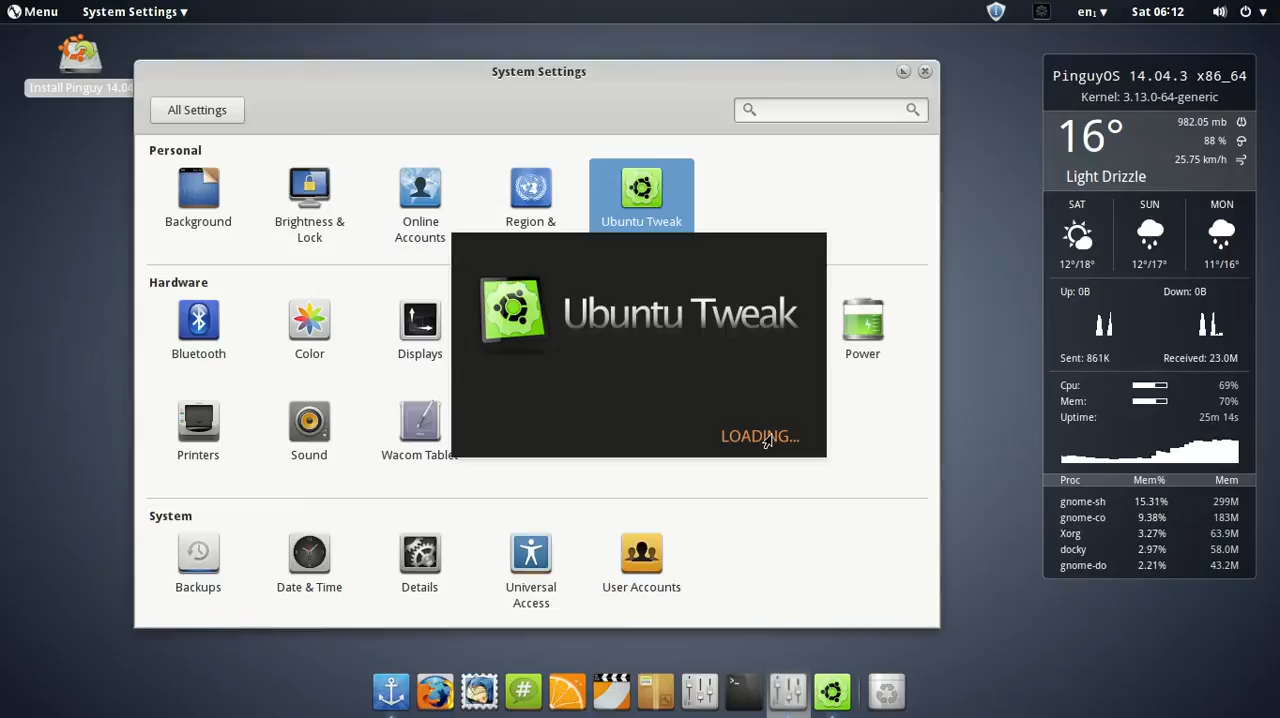 Menu System Settings ▾ en₁ ▾ Sat 06:12
Install Pinguy 14.04
System Settings
All Settings
Personal
Background
Brightness &
Lock
Online
Accounts
Region &
Ubuntu Tweak
Hardware
Bluetooth
Color
Displays
Power
Printers
Sound
Wacom Tablet
Ubuntu Tweak
LOADING...
System
Backups
Date & Time
Details
Universal
Access
User Accounts
PinguyOS 14.04.3 x86_64
Kernel: 3.13.0-64-generic
16°
982.05 mb
88 %
25.75 km/h
Light Drizzle
SAT SUN MON
12°/18° 12°/17° 11°/16°
Up: 0B Down: 0B
Sent: 861K Received: 23.0M
Cpu: 69%
Mem: 70%
Uptime: 25m 14s
Proc Mem% Mem
gnome-sh 15.31% 299M
gnome-co 9.38% 183M
Xorg 3.27% 63.9M
docky 2.97% 58.0M
gnome-do 2.21% 43.2M